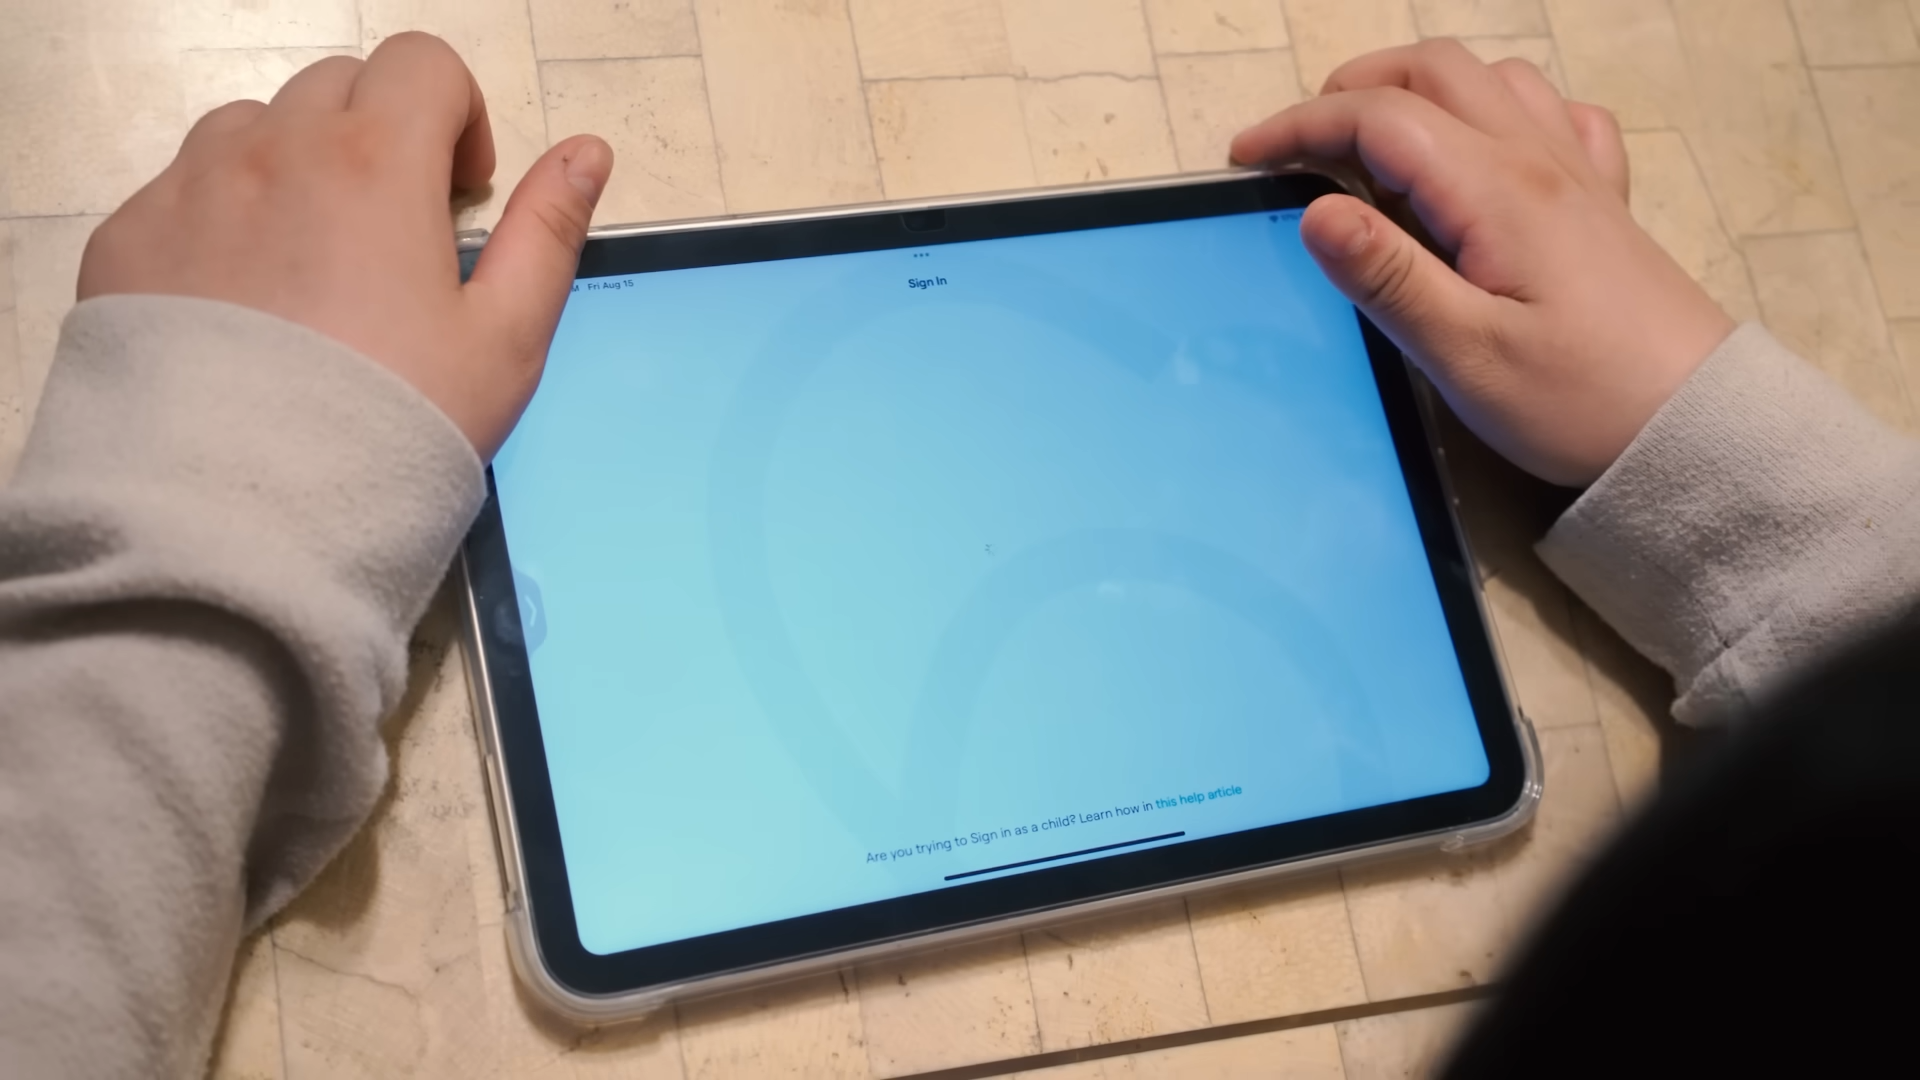 Fri Aug 15
Sign In
Are you trying to Sign in as a child? Learn how in this help article